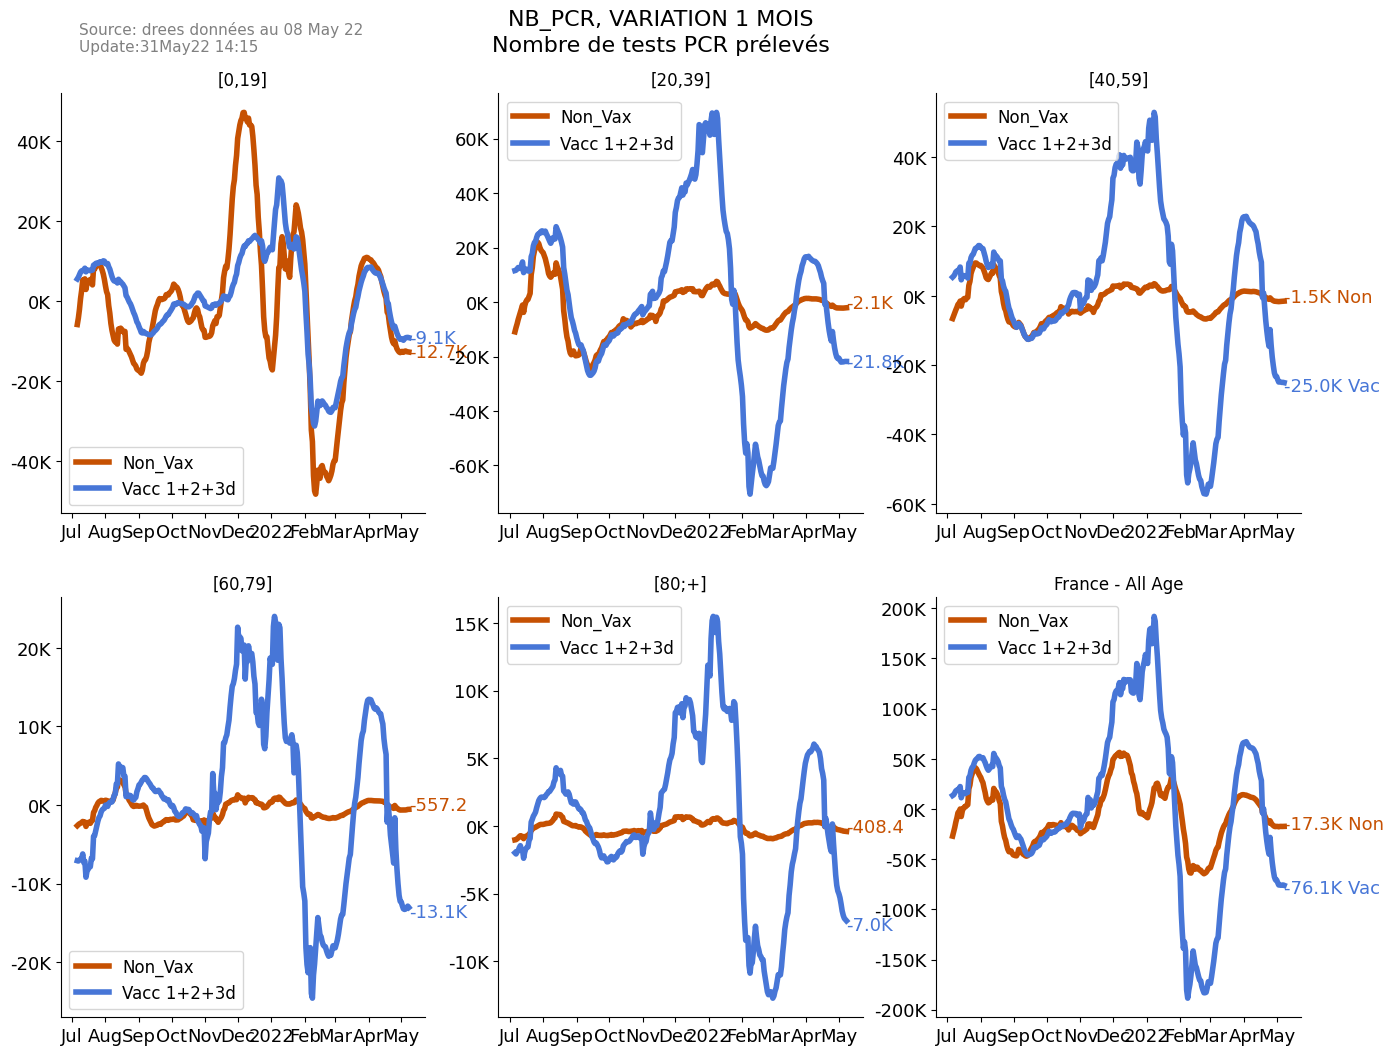 Source: drees données au 08 May 22
Update:31May22 14:15
NB_PCR, VARIATION 1 MOIS
Nombre de tests PCR prélevés
[0,19]
40K
20K
0K
-20K
-40K
-9.1K
-12.7K
Non_Vax
Vacc 1+2+3d
Jul Aug Sep Oct Nov Dec 2022 Feb Mar Apr May
[20,39]
Non_Vax
Vacc 1+2+3d
60K
40K
20K
0K
-20K
-40K
-60K
-2.1K
-21.8K
Jul Aug Sep Oct Nov Dec 2022 Feb Mar Apr May
[40,59]
Non_Vax
Vacc 1+2+3d
40K
20K
0K
-20K
-40K
-60K
-1.5K Non
-25.0K Vac
Jul Aug Sep Oct Nov Dec 2022 Feb Mar Apr May
[60,79]
20K
10K
0K
-10K
-20K
-557.2
-13.1K
Non_Vax
Vacc 1+2+3d
Jul Aug Sep Oct Nov Dec 2022 Feb Mar Apr May
[80;+]
Non_Vax
Vacc 1+2+3d
15K
10K
5K
0K
-5K
-10K
-408.4
-7.0K
Jul Aug Sep Oct Nov Dec 2022 Feb Mar Apr May
France - All Age
Non_Vax
Vacc 1+2+3d
200K
150K
100K
50K
0K
-50K
-100K
-150K
-200K
-17.3K Non
-76.1K Vac
Jul Aug Sep Oct Nov Dec 2022 Feb Mar Apr May